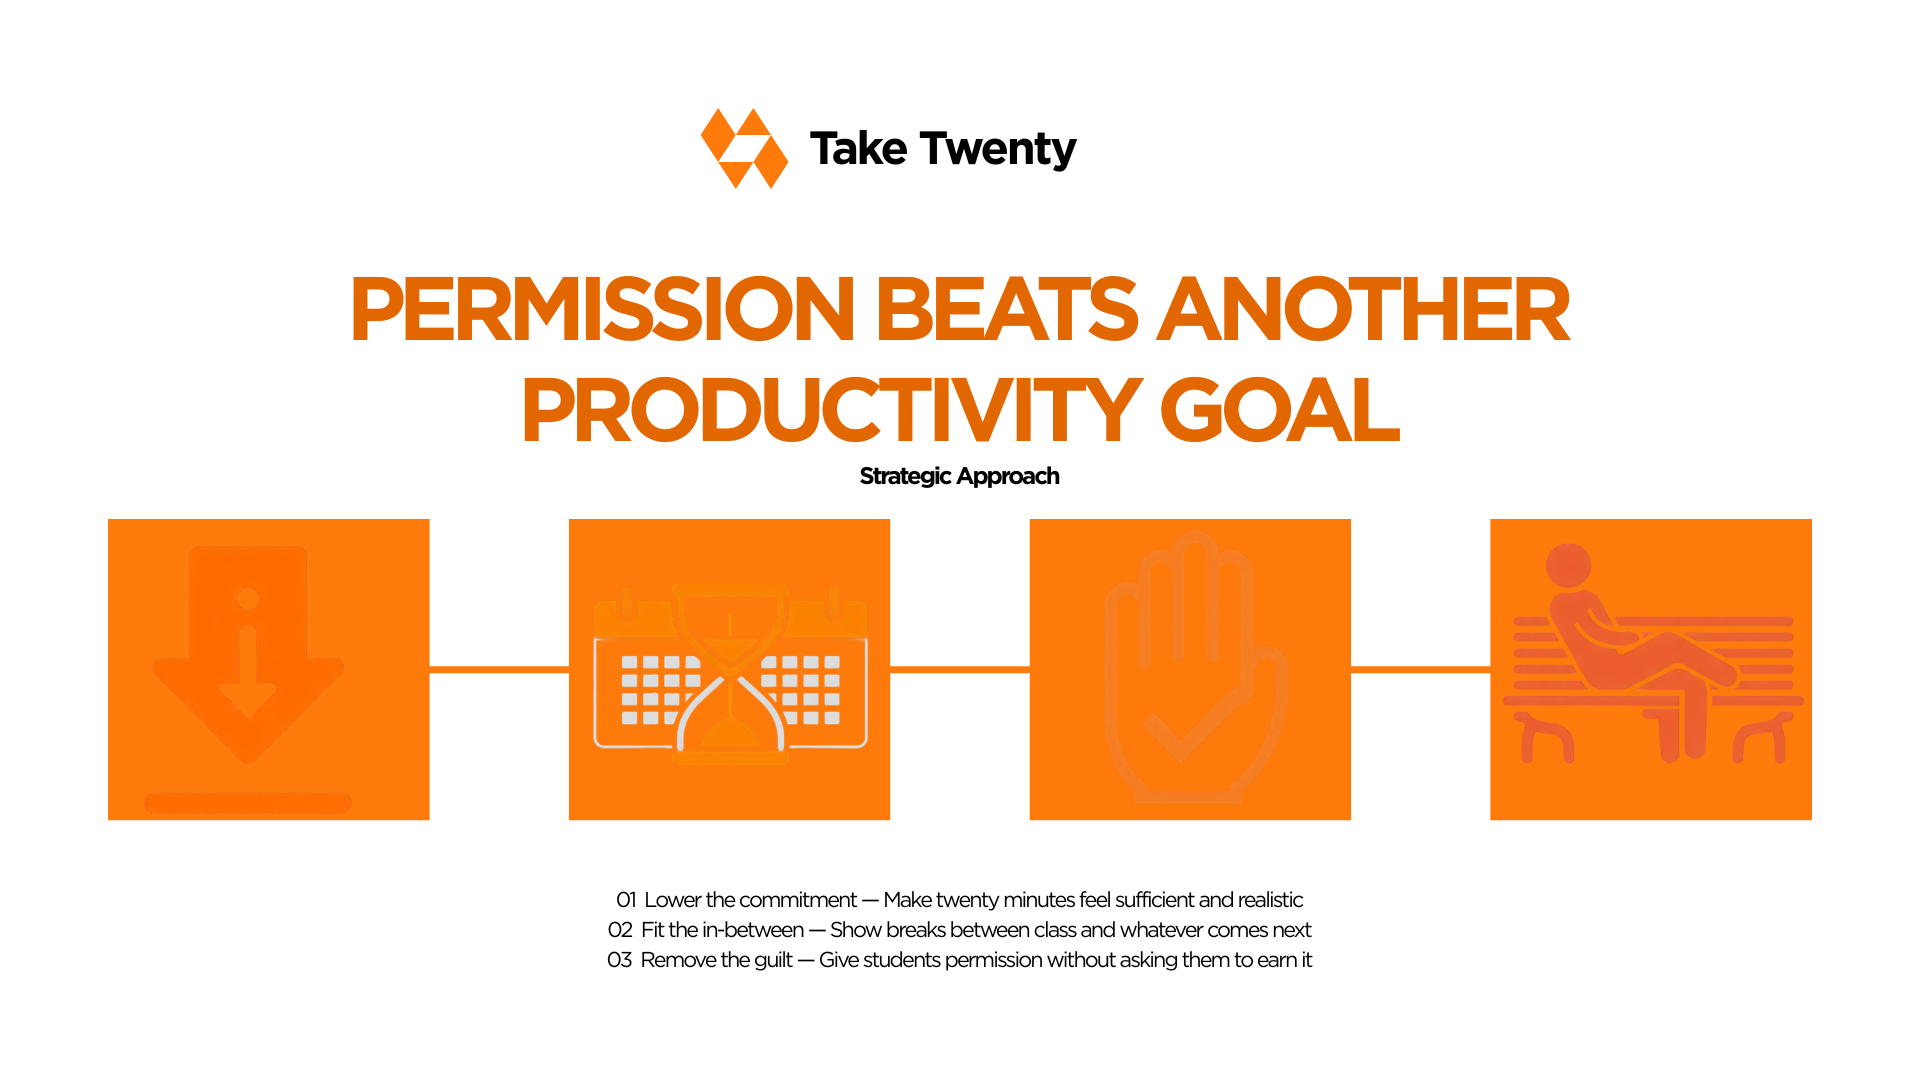 Take Twenty
PERMISSION BEATS ANOTHER
PRODUCTIVITY GOAL
Strategic Approach
01 Lower the commitment — Make twenty minutes feel sufficient and realistic
02 Fit the in-between — Show breaks between class and whatever comes next
03 Remove the guilt — Give students permission without asking them to earn it